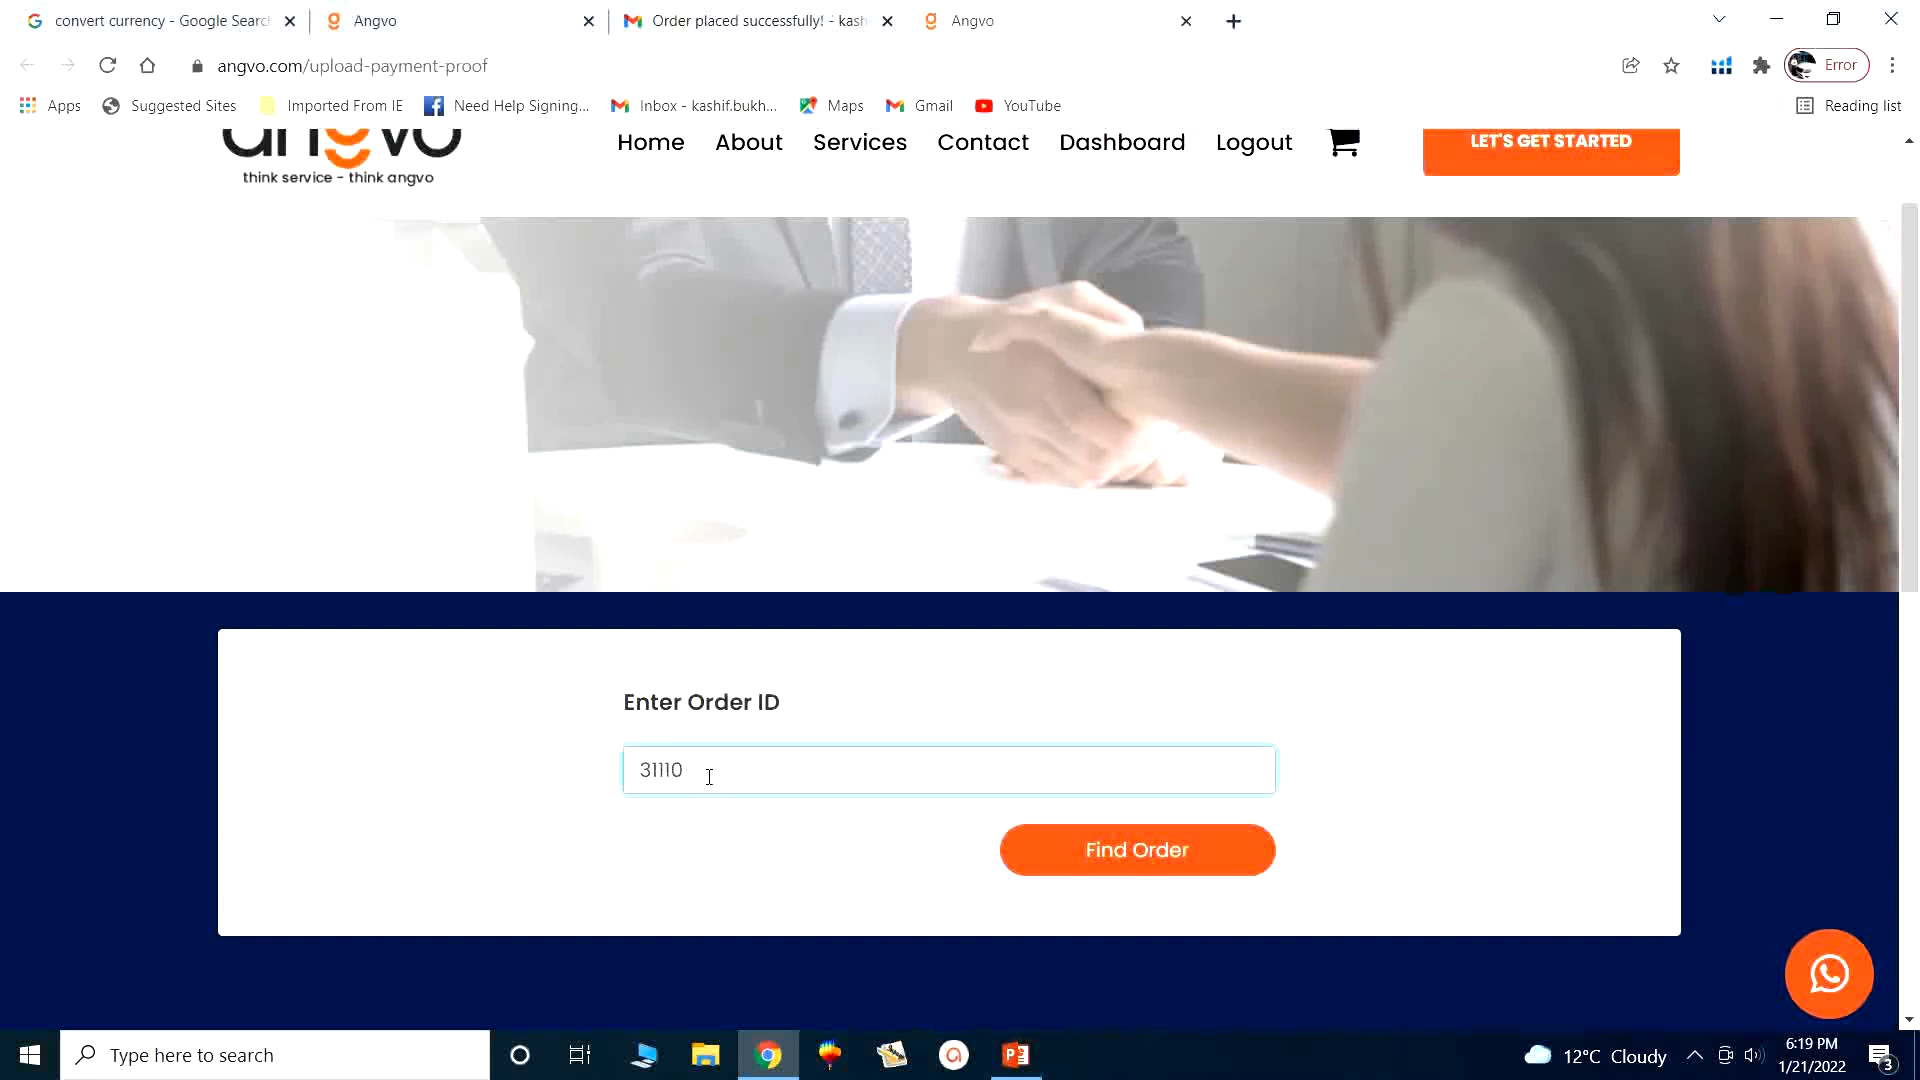 convert currency - Google Search
Angvo
Order placed successfully! - kash
Angvo
angvo.com/upload-payment-proof
Error
Apps
Suggested Sites
Imported From IE
Need Help Signing...
Inbox - kashif.bukh...
Maps
Gmail
YouTube
Reading list
angvo
think service - think angvo
Home
About
Services
Contact
Dashboard
Logout
LET'S GET STARTED
Enter Order ID
31110
Find Order
Type here to search
12°C Cloudy
6:19 PM
1/21/2022
3